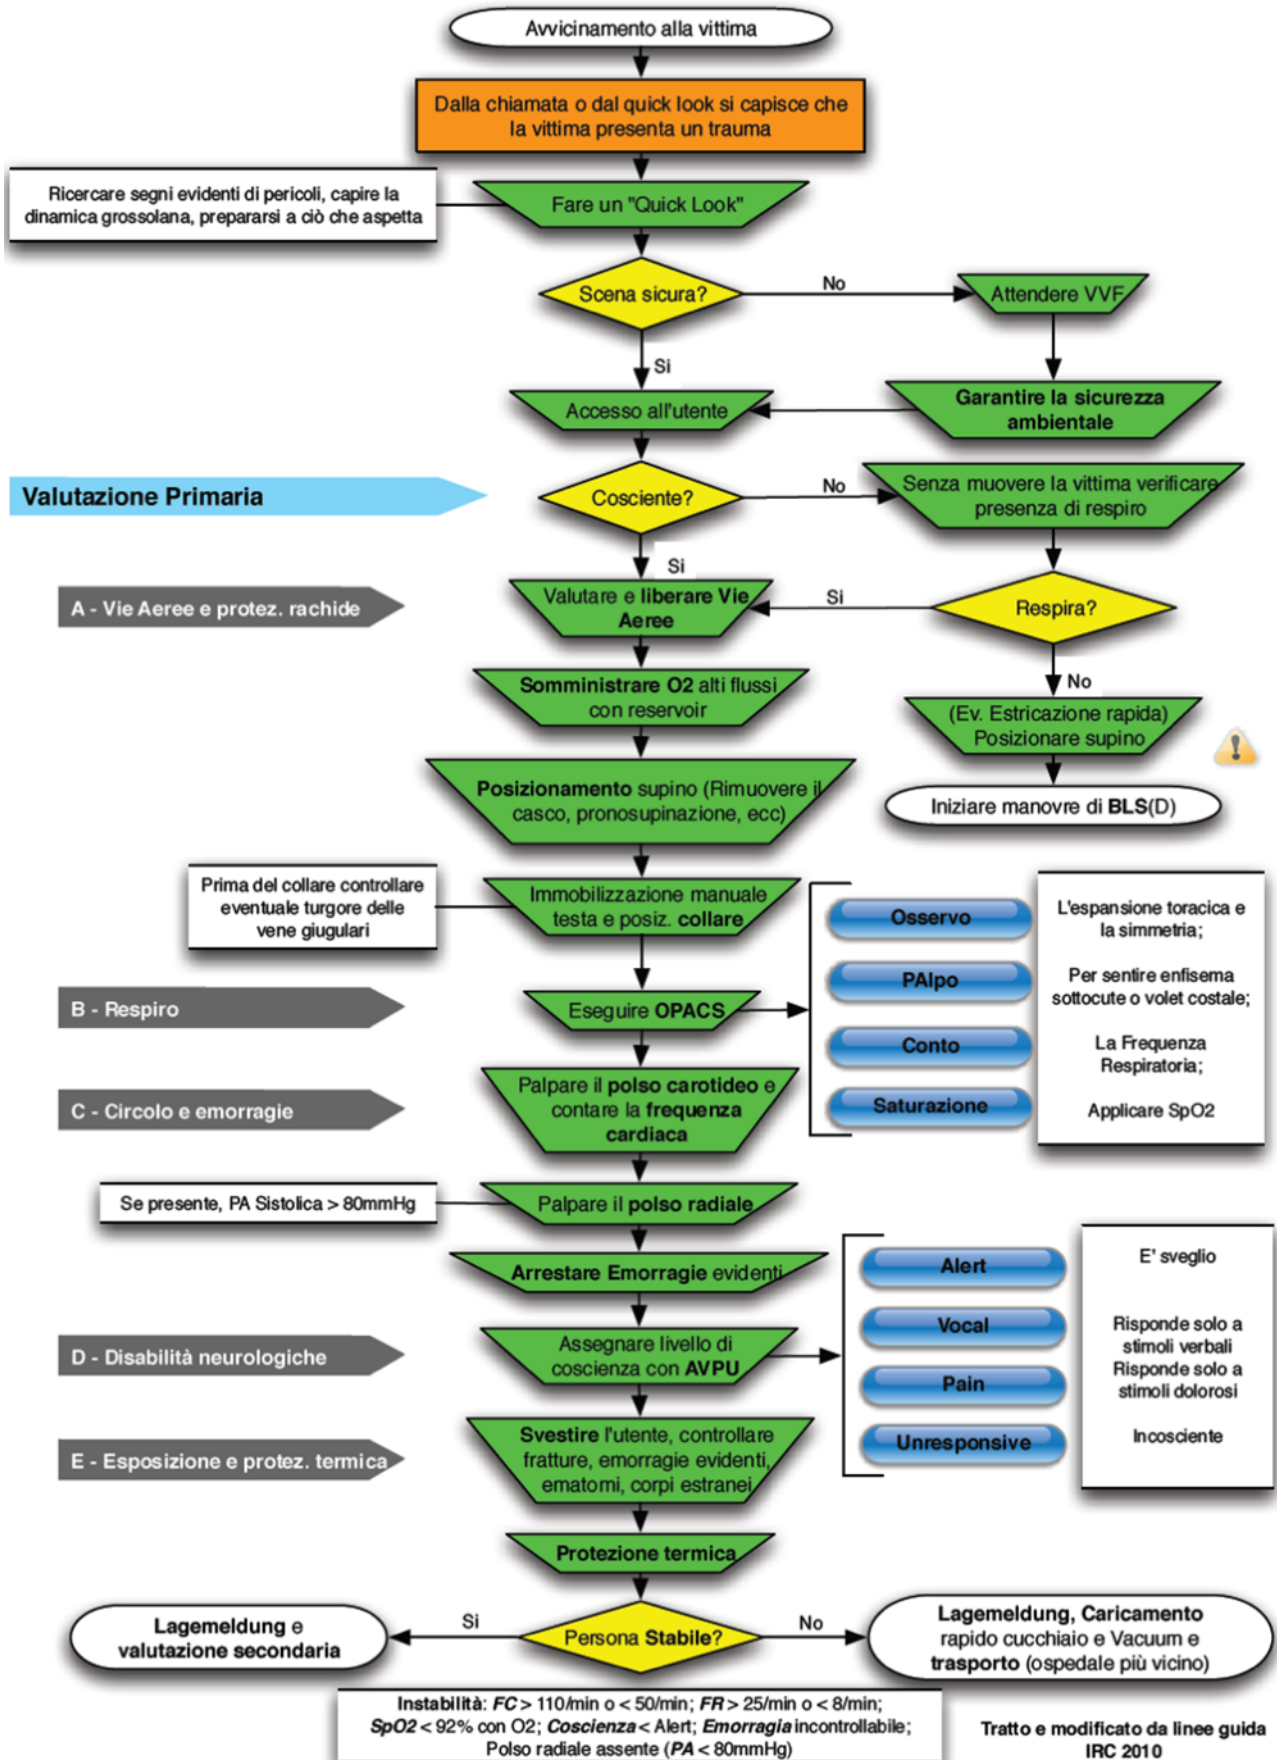 Avvicinamento alla vittima
Dalla chiamata o dal quick look si capisce che
la vittima presenta un trauma
Ricercare segni evidenti di pericoli, capire la
dinamica grossolana, prepararsi a ciò che aspetta
Fare un "Quick Look"
Scena sicura?
No
Attendere VVF
Si
Garantire la sicurezza
ambientale
Accesso all'utente
Valutazione Primaria
Cosciente?
No
Senza muovere la vittima verificare
presenza di respiro
Si
A - Vie Aeree e protez. rachide
Valutare e liberare Vie
Aeree
Si
Respira?
No
Somministrare O2 alti flussi
con reservoir
(Ev. Estricazione rapida)
Posizionare supino
Posizionamento supino (Rimuovere il
casco, pronosupinazione, ecc)
Iniziare manovre di BLS(D)
Prima del collare controllare
eventuale turgore delle
vene giugulari
Immobilizzazione manuale
testa e posiz. collare
Osservo
L'espansione toracica e
la simmetria;
PAlpo
Per sentire enfisema
sottocute o volet costale;
B - Respiro
Eseguire OPACS
Conto
La Frequenza
Respiratoria;
C - Circolo e emorragie
Palpare il polso carotideo e
contare la frequenza
cardiaca
Saturazione
Applicare SpO2
Se presente, PA Sistolica > 80mmHg
Palpare il polso radiale
Arrestare Emorragie evidenti
Alert
E' sveglio
Vocal
Risponde solo a
stimoli verbali
D - Disabilità neurologiche
Assegnare livello di
coscienza con AVPU
Pain
Risponde solo a
stimoli dolorosi
Unresponsive
Incosciente
E - Esposizione e protez. termica
Svestire l'utente, controllare
fratture, emorragie evidenti,
ematomi, corpi estranei
Protezione termica
Lagemeldung e
valutazione secondaria
Si
Persona Stabile?
No
Lagemeldung, Caricamento
rapido cucchiaio e Vacuum e
trasporto (ospedale più vicino)
Instabilità: FC > 110/min o < 50/min; FR > 25/min o < 8/min;
SpO2 < 92% con O2; Coscienza < Alert; Emorragia incontrollabile;
Polso radiale assente (PA < 80mmHg)
Tratto e modificato da linee guida
IRC 2010